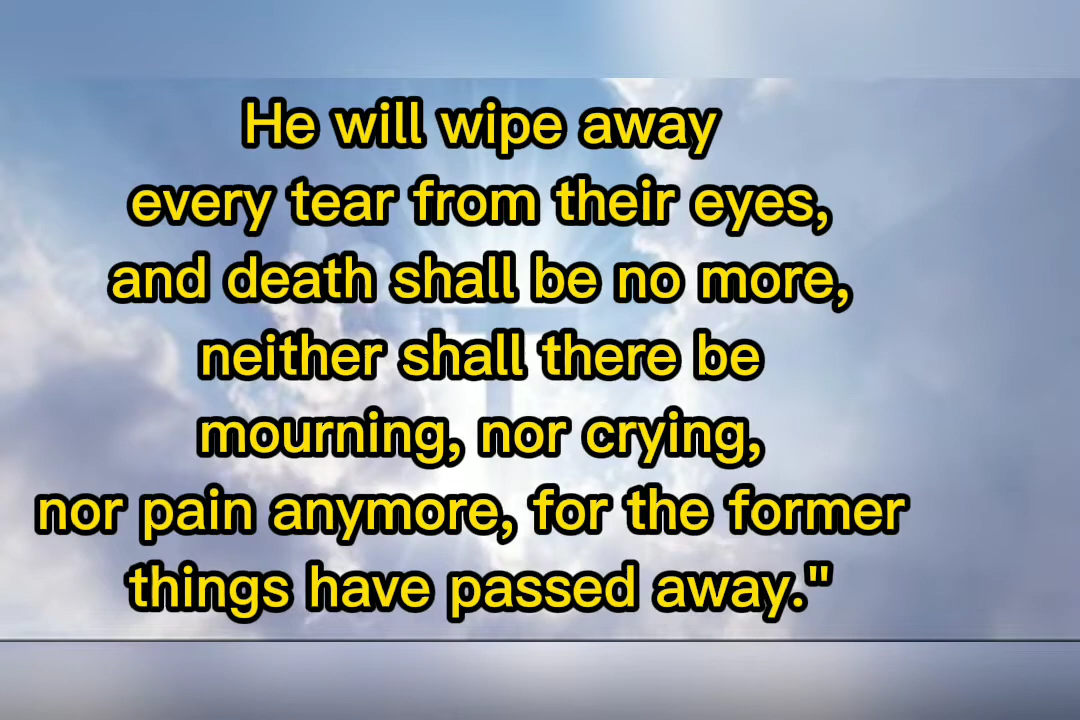 He will wipe away
every tear from their eyes,
and death shall be no more,
neither shall there be
mourning, nor crying,
nor pain anymore, for the former
things have passed away."